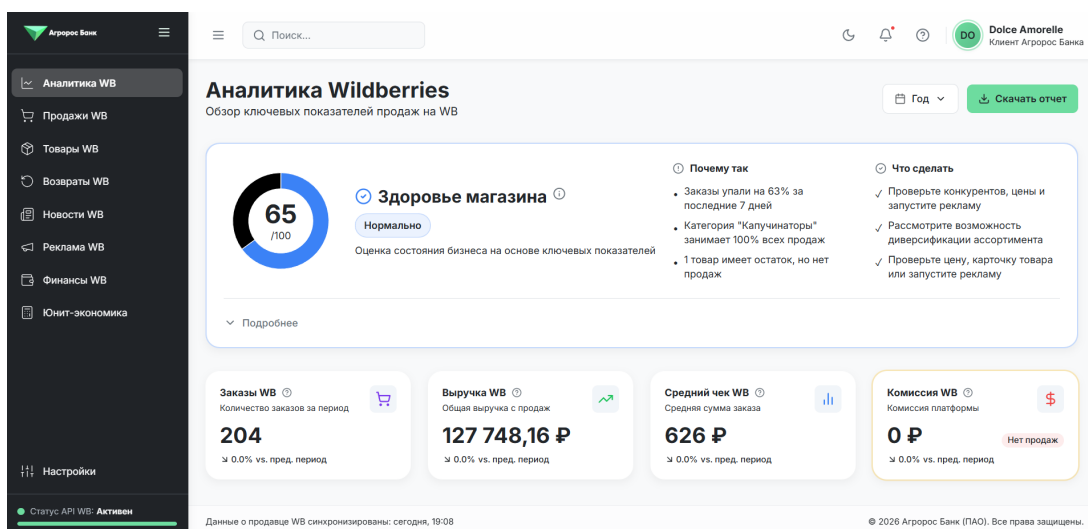 Агророс Банк
Аналитика WB
Продажи WB
Товары WB
Возвраты WB
Новости WB
Реклама WB
Финансы WB
Юнит-экономика
Настройки
Статус API WB: Активен
Поиск...
DO
Dolce Amorelle
Клиент Агророс Банка
Аналитика Wildberries
Обзор ключевых показателей продаж на WB
Год
Скачать отчет
65
/100
Здоровье магазина
Нормально
Оценка состояния бизнеса на основе ключевых показателей
Почему так
• Заказы упали на 63% за
последние 7 дней
• Категория "Капучинаторы"
занимает 100% всех продаж
• 1 товар имеет остаток, но нет
продаж
Что сделать
✓ Проверьте конкурентов, цены и
запустите рекламу
✓ Рассмотрите возможность
диверсификации ассортимента
✓ Проверьте цену, карточку товара
или запустите рекламу
Подробнее
Заказы WB
Количество заказов за период
204
0.0% vs. пред. период
Выручка WB
Общая выручка с продаж
127 748,16 ₽
0.0% vs. пред. период
Средний чек WB
Средняя сумма заказа
626 ₽
0.0% vs. пред. период
Комиссия WB
Комиссия платформы
0 ₽
Нет продаж
0.0% vs. пред. период
Данные о продавце WB синхронизированы: сегодня, 19:08
© 2026 Агророс Банк (ПАО). Все права защищены.